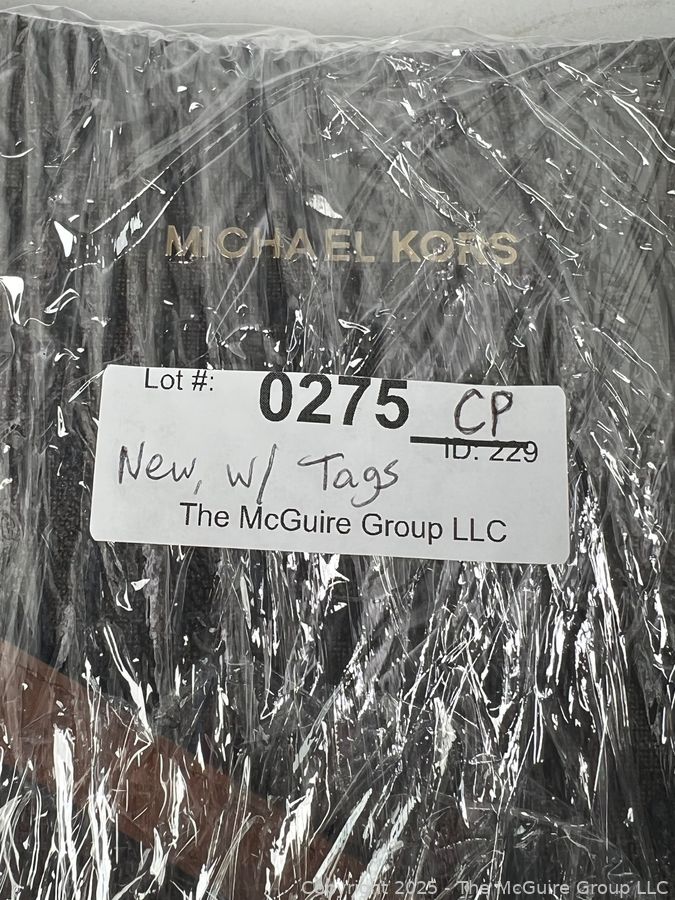 MICHAEL KORS
Lot #: 0275 CP
ID: 229
New, w/ Tags
The McGuire Group LLC
Copyright 2025 - The McGuire Group LLC